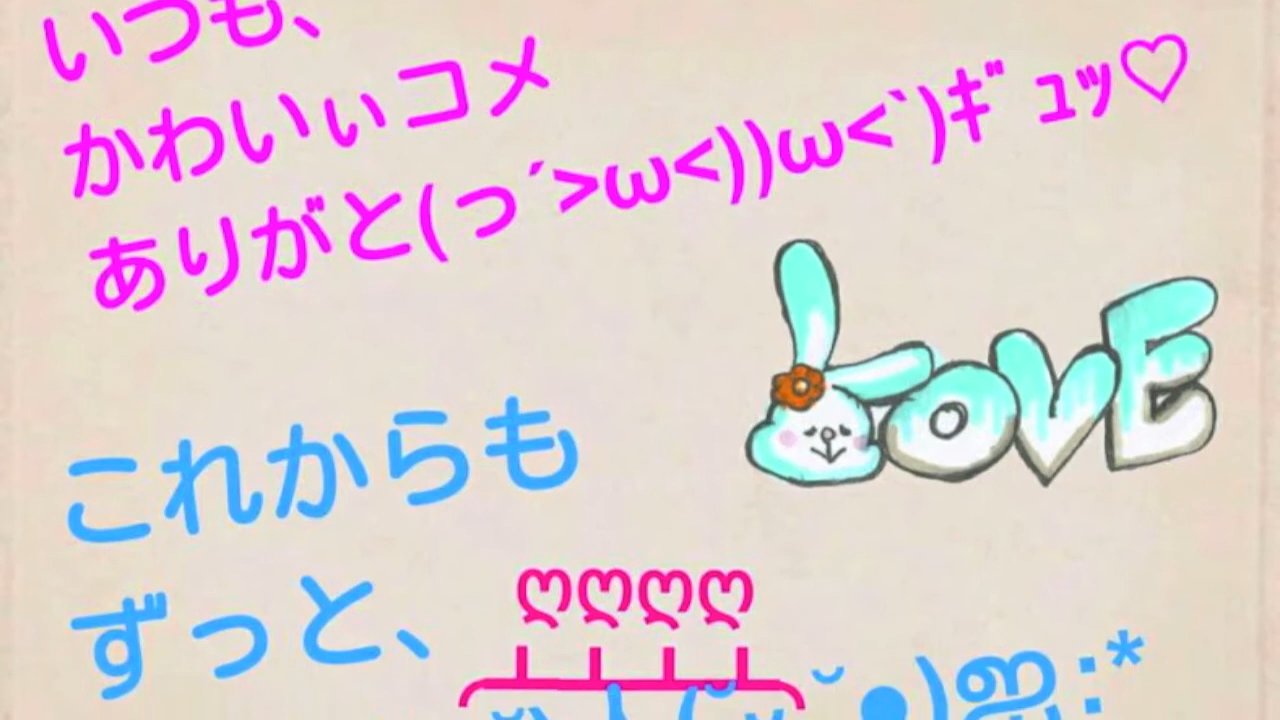 いつも、
かわいぃコメ
ありがと(っ´>ω<))ω<`)ｷﾞｭｯ♡
LOVE
これからも
ずっと、
ღღღღ